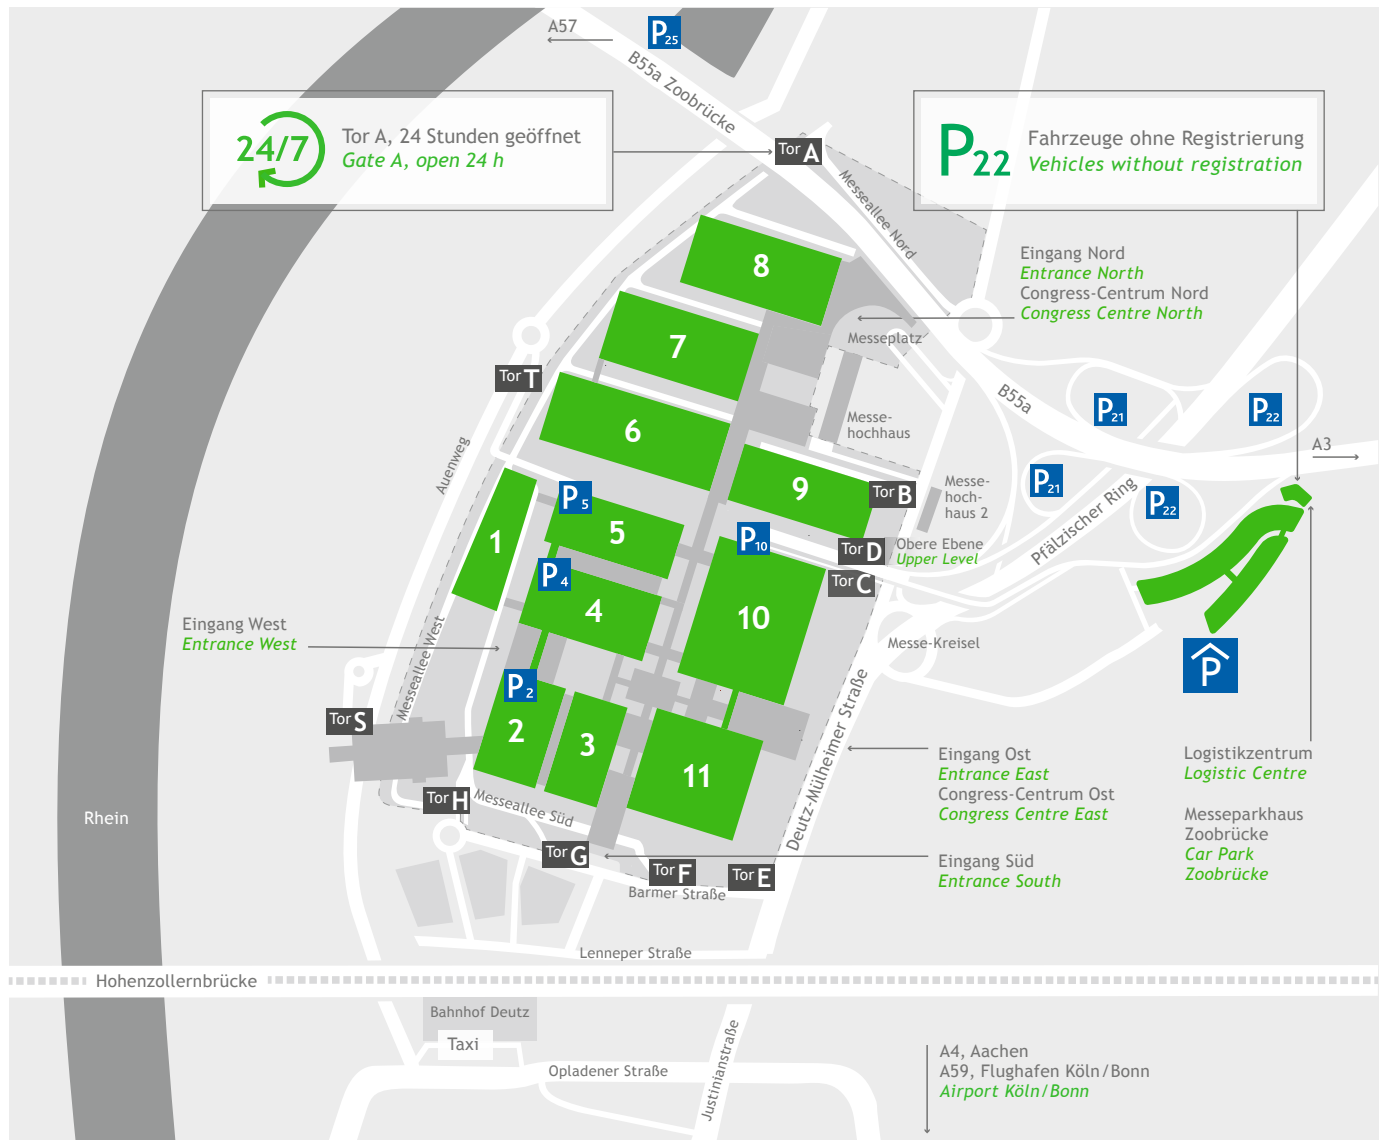 A57
P25
B55a Zoobrücke
24/7
Tor A, 24 Stunden geöffnet
Gate A, open 24 h
Tor A
P22
Fahrzeuge ohne Registrierung
Vehicles without registration
Messeallee Nord
Eingang Nord
Entrance North
Congress-Centrum Nord
Congress Centre North
8
7
Messeplatz
Tor T
B55a
P21
P22
6
Messe-
hochhaus
A3
Auenweg
9
Tor B
Messe-
hoch-
haus 2
P21
P22
Pfälzischer Ring
P5
5
1
P10
Tor D
Obere Ebene
Upper Level
Tor C
P4
4
10
Eingang West
Entrance West
Messeallee West
Messe-Kreisel
P
P2
2
3
11
Tor S
Deutz-Mülheimer Straße
Eingang Ost
Entrance East
Congress-Centrum Ost
Congress Centre East
Logistikzentrum
Logistic Centre
Messeparkhaus
Zoobrücke
Car Park
Zoobrücke
Tor H
Messeallee Süd
Rhein
Tor G
Tor F
Tor E
Eingang Süd
Entrance South
Barmer Straße
Lenneper Straße
Hohenzollernbrücke
Bahnhof Deutz
Taxi
Opladener Straße
Justinianstraße
A4, Aachen
A59, Flughafen Köln/Bonn
Airport Köln/Bonn